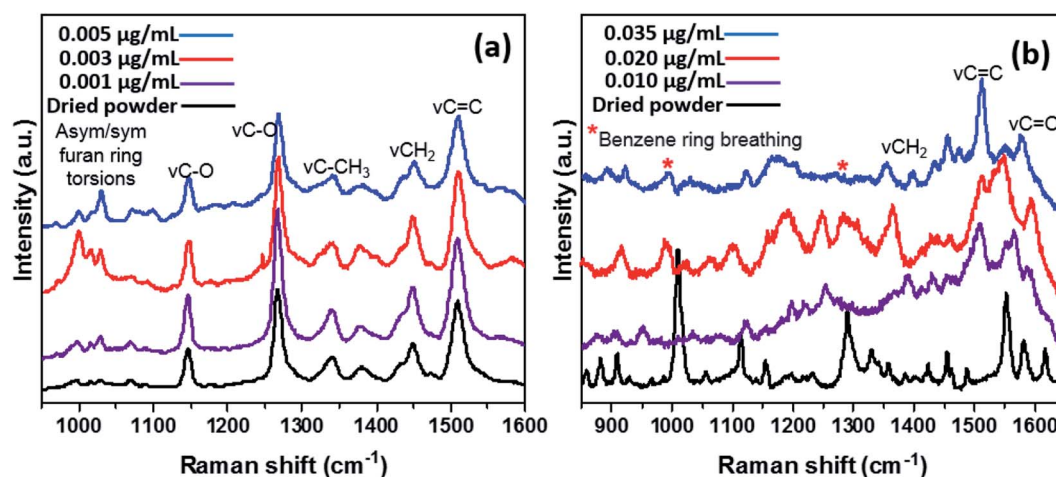 0.005 µg/mL
0.003 µg/mL
0.001 µg/mL
Dried powder
(a)
Asym/sym
furan ring
torsions
vC-O
vC-O
vC-CH3
vCH2
vC=C
Intensity (a.u.)
1000 1100 1200 1300 1400 1500 1600
Raman shift (cm-1)
0.035 µg/mL
0.020 µg/mL
0.010 µg/mL
Dried powder
(b)
*Benzene ring breathing
* *
vCH2
vC=C
vC=O
Intensity (a.u.)
900 1000 1100 1200 1300 1400 1500 1600
Raman shift (cm-1)